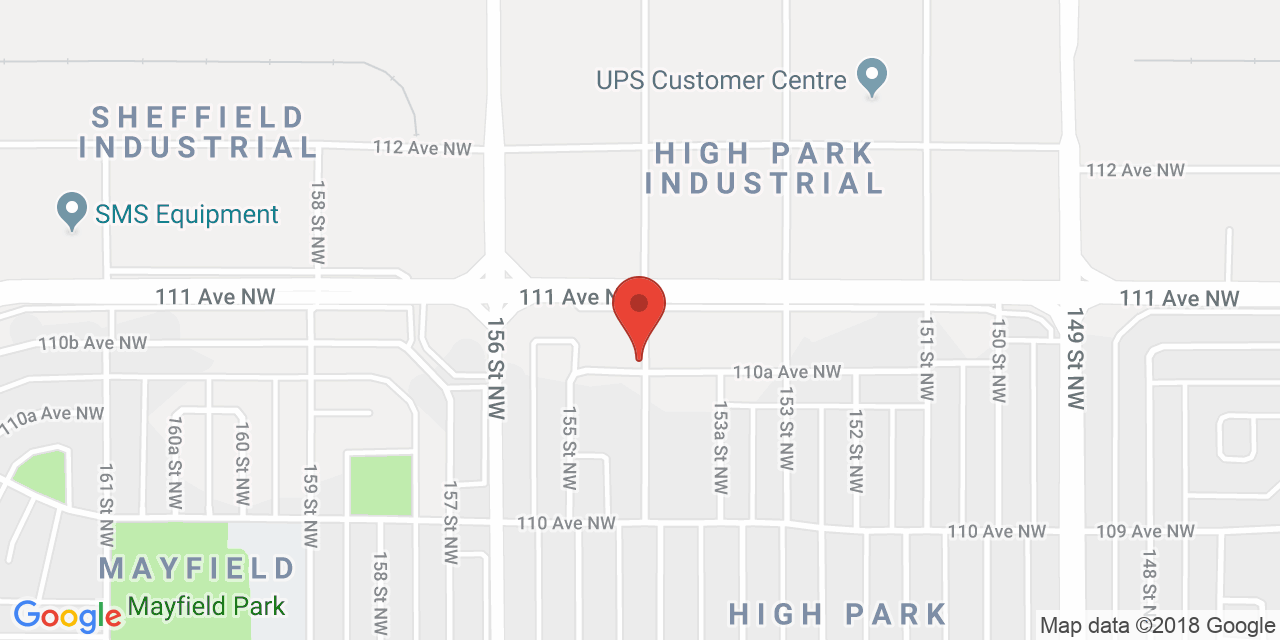 UPS Customer Centre
SHEFFIELD
INDUSTRIAL
112 Ave NW
HIGH PARK
INDUSTRIAL
112 Ave NW
158 St NW
SMS Equipment
111 Ave NW
111 Ave N
111 Ave NW
156 St NW
151 St NW
150 St NW
149 St NW
110b Ave NW
110a Ave NW
110a Ave NW
160a St NW
160 St NW
155 St NW
153a St NW
153 St NW
152 St NW
161 St NW
159 St NW
157 St NW
110 Ave NW
110 Ave NW
109 Ave NW
158 St NW
148 St N
MAYFIELD
Mayfield Park
HIGH PARK
Google
Map data ©2018 Google